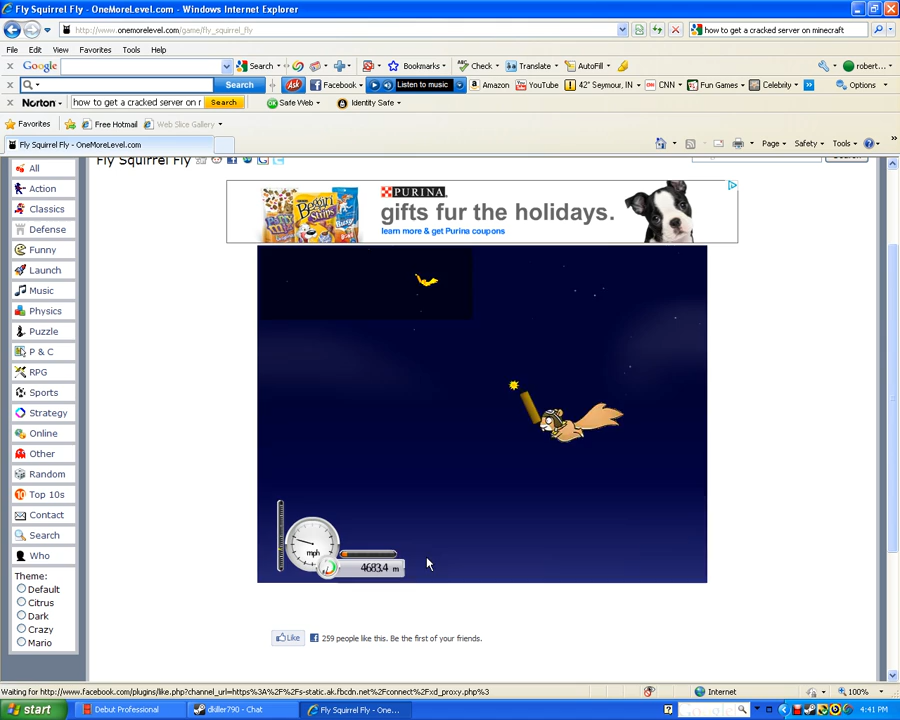 Fly Squirrel Fly - OneMoreLevel.com - Windows Internet Explorer
http://www.onemorelevel.com/game/fly_squirrel_fly
how to get a cracked server on minecraft
File Edit View Favorites Tools Help
Google Search Bookmarks Check Translate AutoFill robert...
Search Ask Facebook Listen to music Amazon YouTube 42° Seymour, IN CNN Fun Games Celebrity Options
Norton how to get a cracked server on r Search Safe Web Identity Safe
Favorites Free Hotmail Web Slice Gallery
Fly Squirrel Fly - OneMoreLevel.com
Page Safety Tools
Fly Squirrel Fly
Search
All
Action
Classics
Defense
Funny
Launch
Music
Physics
Puzzle
P & C
RPG
Sports
Strategy
Online
Other
Random
Top 10s
Contact
Search
Who
Theme:
Default
Citrus
Dark
Crazy
Mario
PURINA
gifts fur the holidays.
learn more & get Purina coupons
Beggin' Strips
mph
4683.4 m
Like 259 people like this. Be the first of your friends.
Waiting for http://www.facebook.com/plugins/like.php?channel_url=https%3A%2F%2Fs-static.ak.fbcdn.net%2Fconnect%2Fxd_proxy.php%3
Internet 100%
start Debut Professional dkiller790 - Chat Fly Squirrel Fly - One... Google 4:41 PM